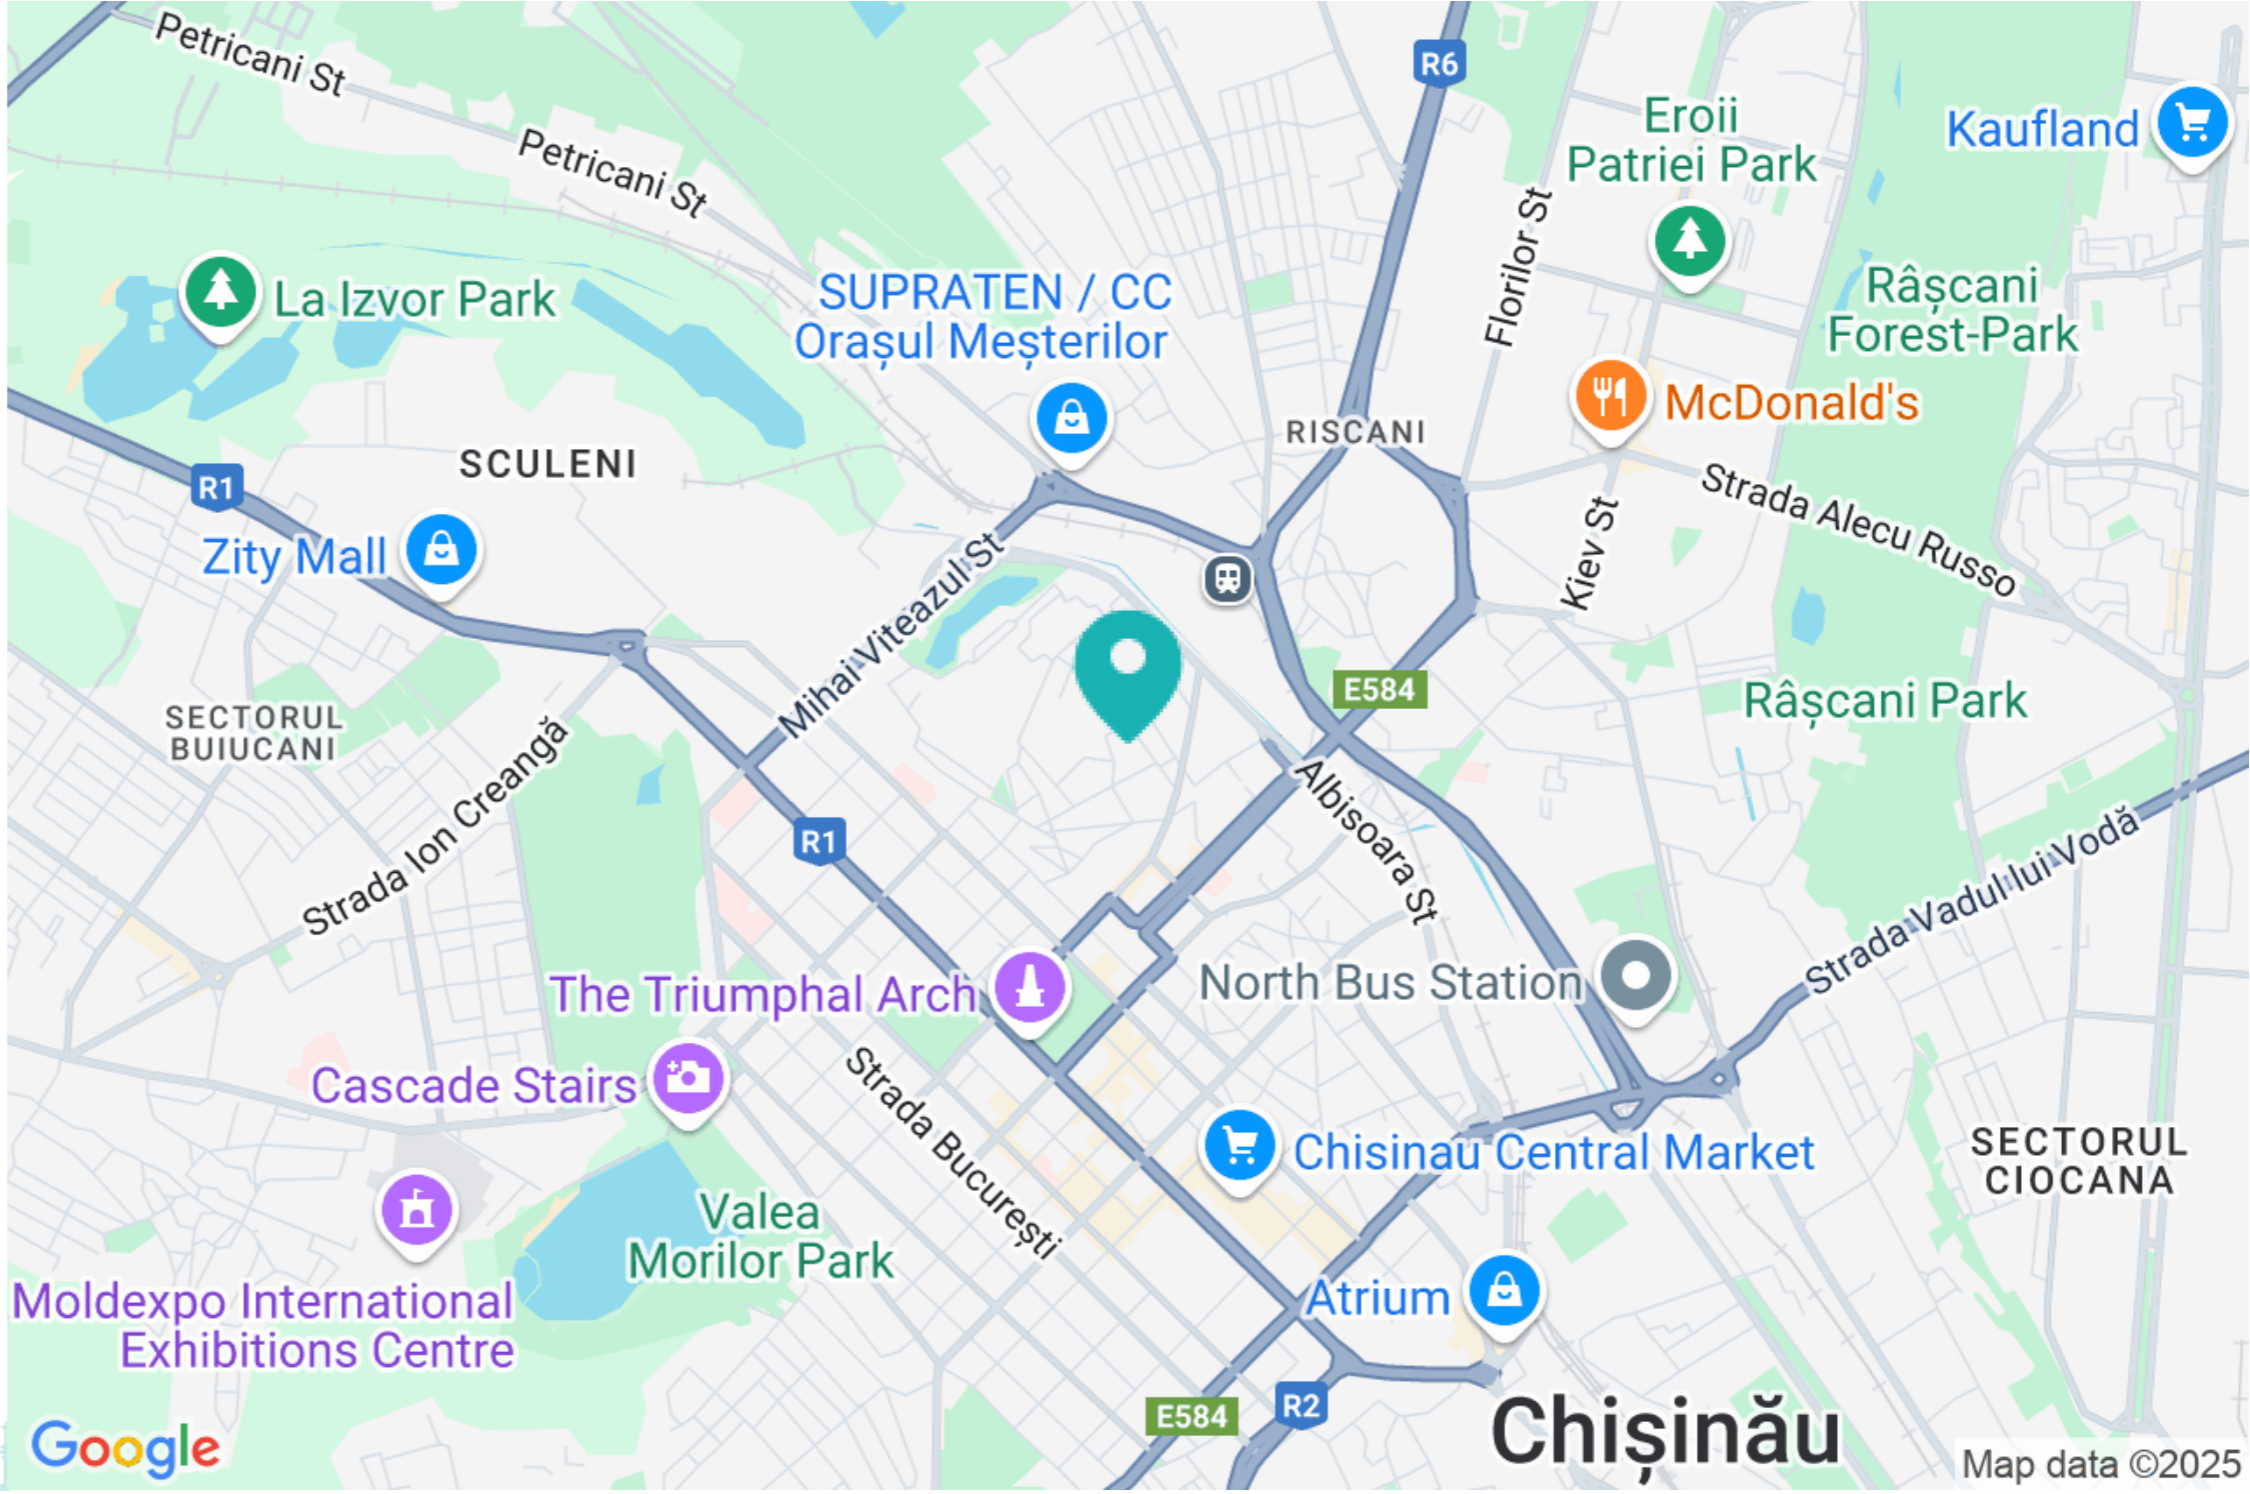 Petricani St
R6
Eroii
Patriei Park
Kaufland
Petricani St
Florilor St
La Izvor Park
SUPRATEN / CC
Orașul Meșterilor
Râșcani
Forest-Park
McDonald's
RISCANI
SCULENI
R1
Strada Alecu Russo
Zity Mall
Mihai Viteazul St
Kiev St
E584
Râșcani Park
SECTORUL
BUIUCANI
Strada Ion Creangă
R1
Albisoara St
Strada Vadul lui Vodă
The Triumphal Arch
North Bus Station
Cascade Stairs
Strada București
Chisinau Central Market
SECTORUL
CIOCANA
Valea
Morilor Park
Moldexpo International
Exhibitions Centre
Atrium
E584
R2
Chișinău
Google
Map data ©2025